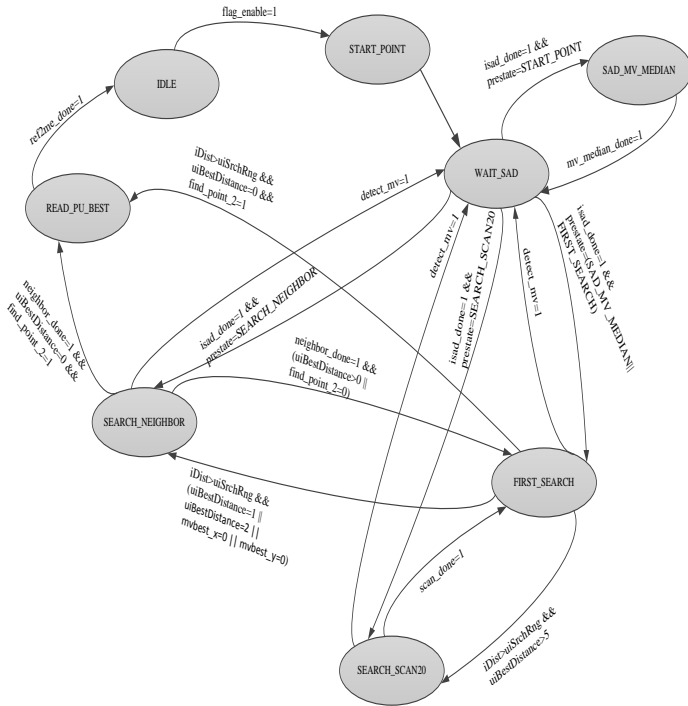 flag_enable=1
START_POINT
IDLE
isad_done=1 &&
prestate=START_POINT
SAD_MV_MEDIAN
ref2me_done=1
mv_median_done=1
iDist>uiSrchRng &&
uiBestDistance=0 &&
find_point_2=1
WAIT_SAD
detect_mv=1
READ_PU_BEST
isad_done=1 &&
prestate=(SAD_MV_MEDIAN||
FIRST_SEARCH)
detect_mv=1
detect_mv=1
isad_done=1 &&
prestate=SEARCH_SCAN20
neighbor_done=1 &&
uiBestDistance=0 &&
find_point_2=1
isad_done=1 &&
prestate=SEARCH_NEIGHBOR
neighbor_done=1 &&
(uiBestDistance>0 ||
find_point_2=0)
SEARCH_NEIGHBOR
FIRST_SEARCH
iDist>uiSrchRng &&
(uiBestDistance=1 ||
uiBestDistance=2 ||
mvbest_x=0 || mvbest_y=0)
scan_done=1
iDist>uiSrchRng &&
uiBestDistance>5
SEARCH_SCAN20